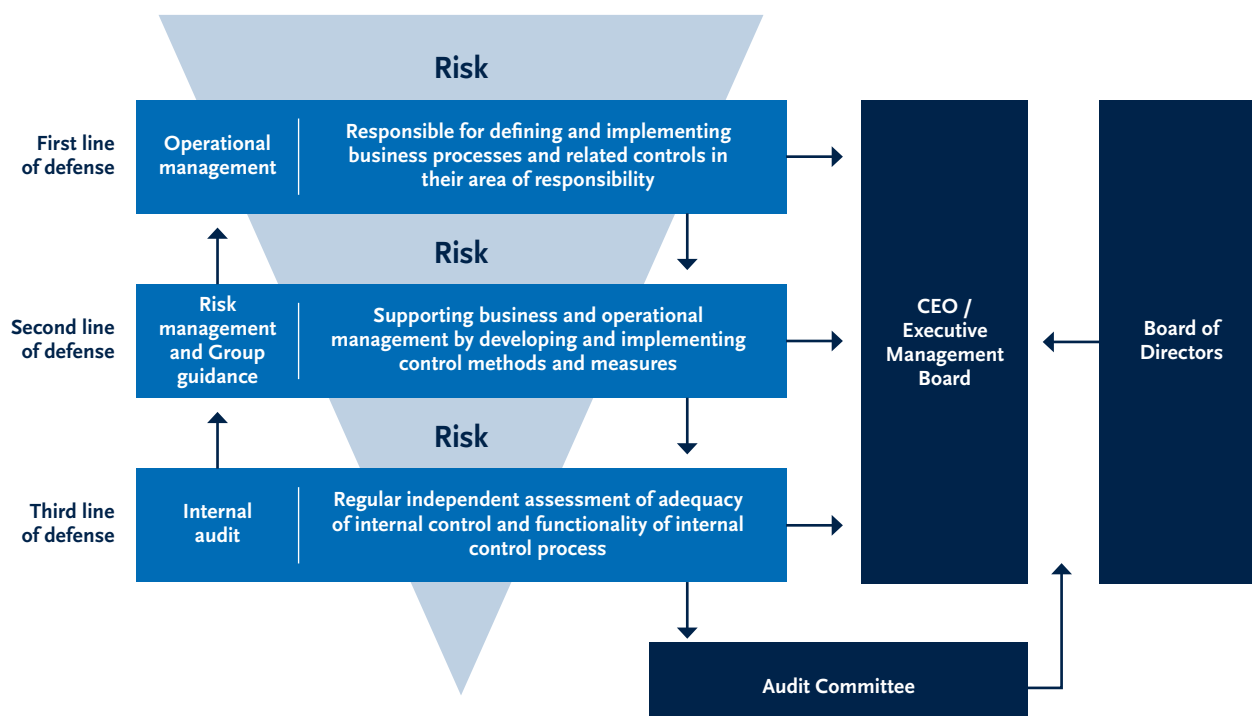 Risk
First line
of defense
Operational
management
Responsible for defining and implementing
business processes and related controls in
their area of responsibility
Risk
Second line
of defense
Risk
management
and Group
guidance
Supporting business and operational
management by developing and implementing
control methods and measures
Risk
Third line
of defense
Internal
audit
Regular independent assessment of adequacy
of internal control and functionality of internal
control process
CEO /
Executive
Management
Board
Board of
Directors
Audit Committee